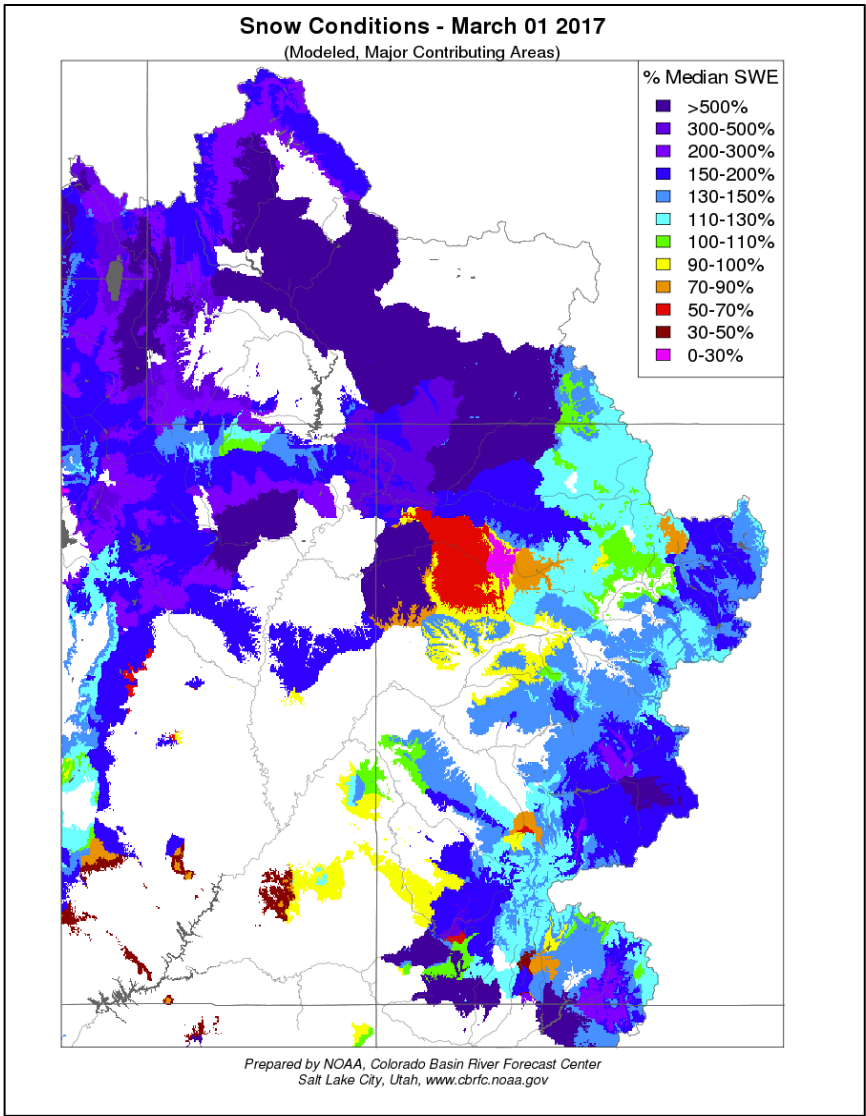 Snow Conditions - March 01 2017
(Modeled, Major Contributing Areas)
% Median SWE
>500%
300-500%
200-300%
150-200%
130-150%
110-130%
100-110%
90-100%
70-90%
50-70%
30-50%
0-30%
Prepared by NOAA, Colorado Basin River Forecast Center
Salt Lake City, Utah, www.cbrfc.noaa.gov